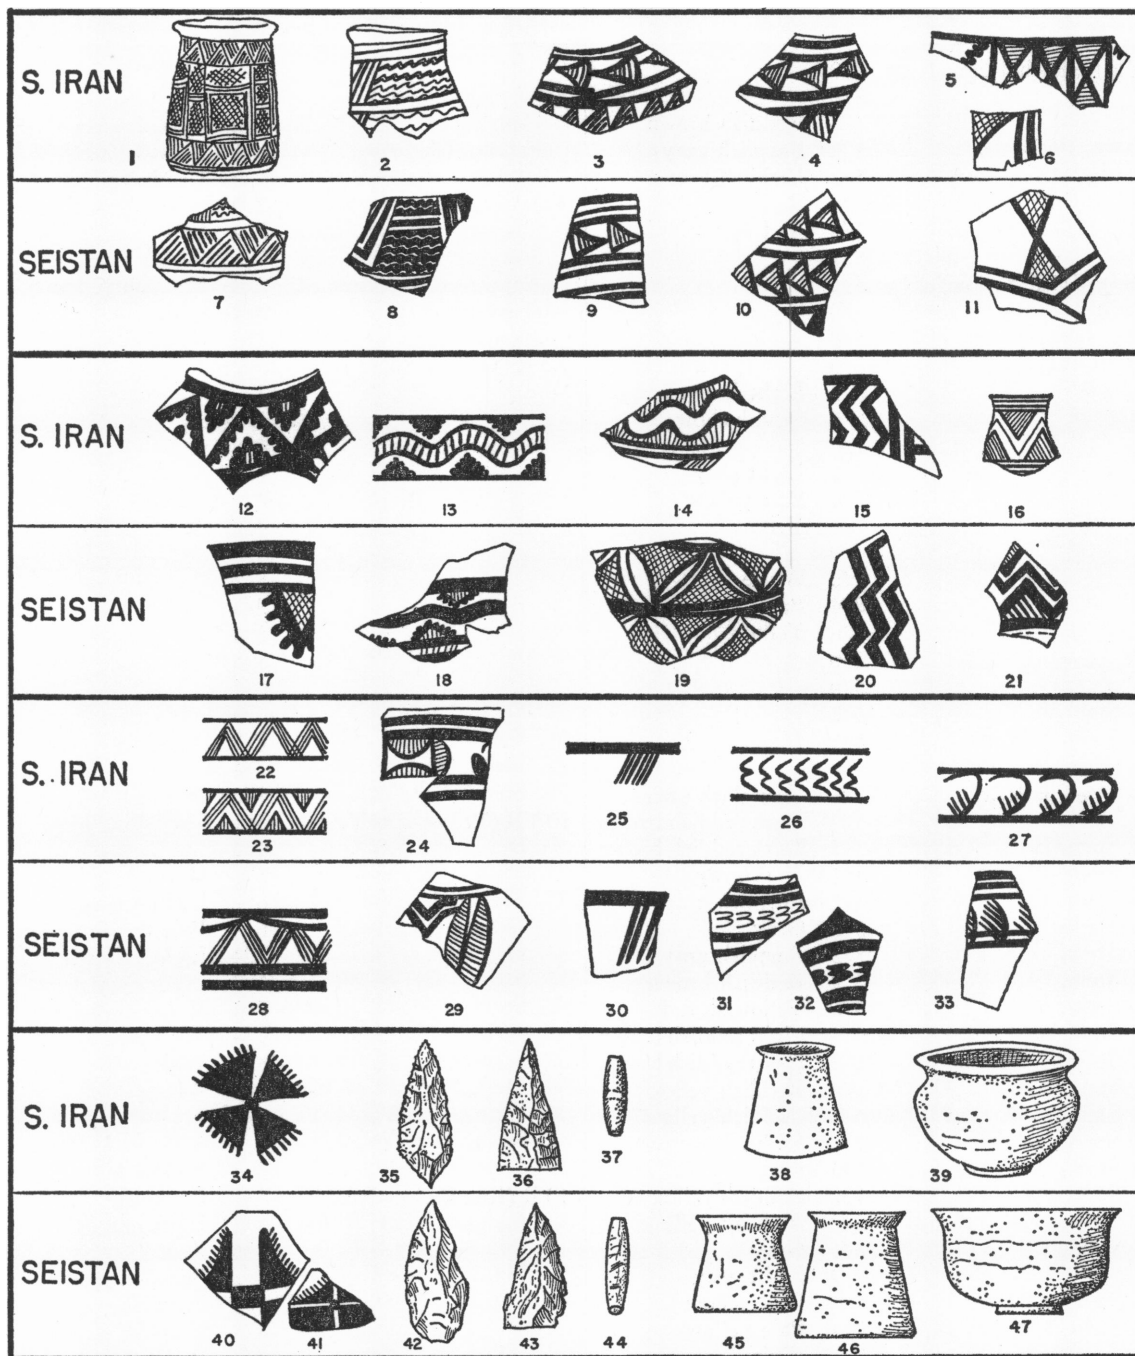 S. IRAN
1 2 3 4 5 6
SEISTAN
7 8 9 10 11
S. IRAN
12 13 14 15 16
SEISTAN
17 18 19 20 21
S. IRAN
22 23 24 25 26 27
SEISTAN
28 29 30 31 32 33
S. IRAN
34 35 36 37 38 39
SEISTAN
40 41 42 43 44 45 46 47